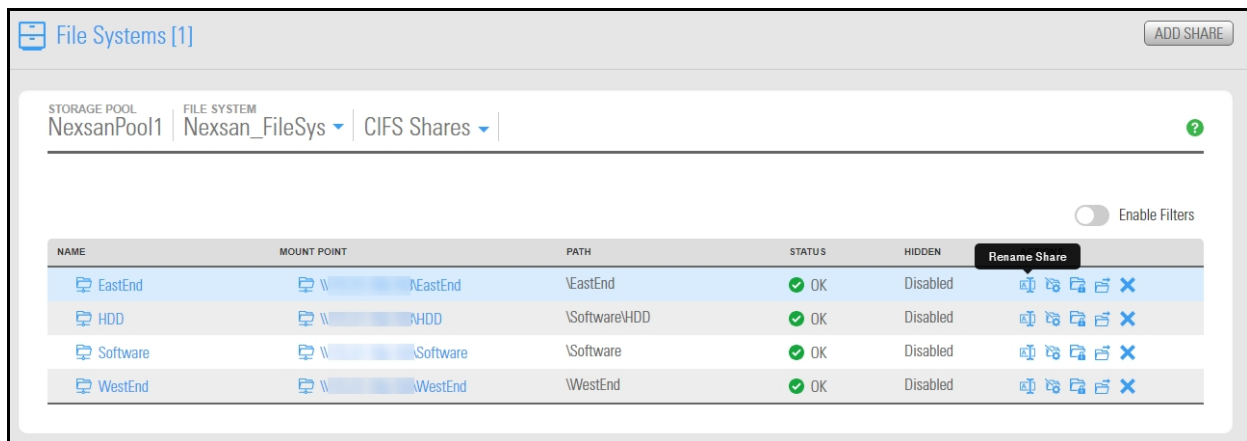 File Systems [1]
ADD SHARE
STORAGE POOL FILE SYSTEM
NexsanPool1 Nexsan_FileSys CIFS Shares
?
Enable Filters
NAME MOUNT POINT PATH STATUS HIDDEN
Rename Share
EastEnd \\ \EastEnd \EastEnd OK Disabled
HDD \\ \HDD \Software\HDD OK Disabled
Software \\ \Software \Software OK Disabled
WestEnd \\ \WestEnd \WestEnd OK Disabled